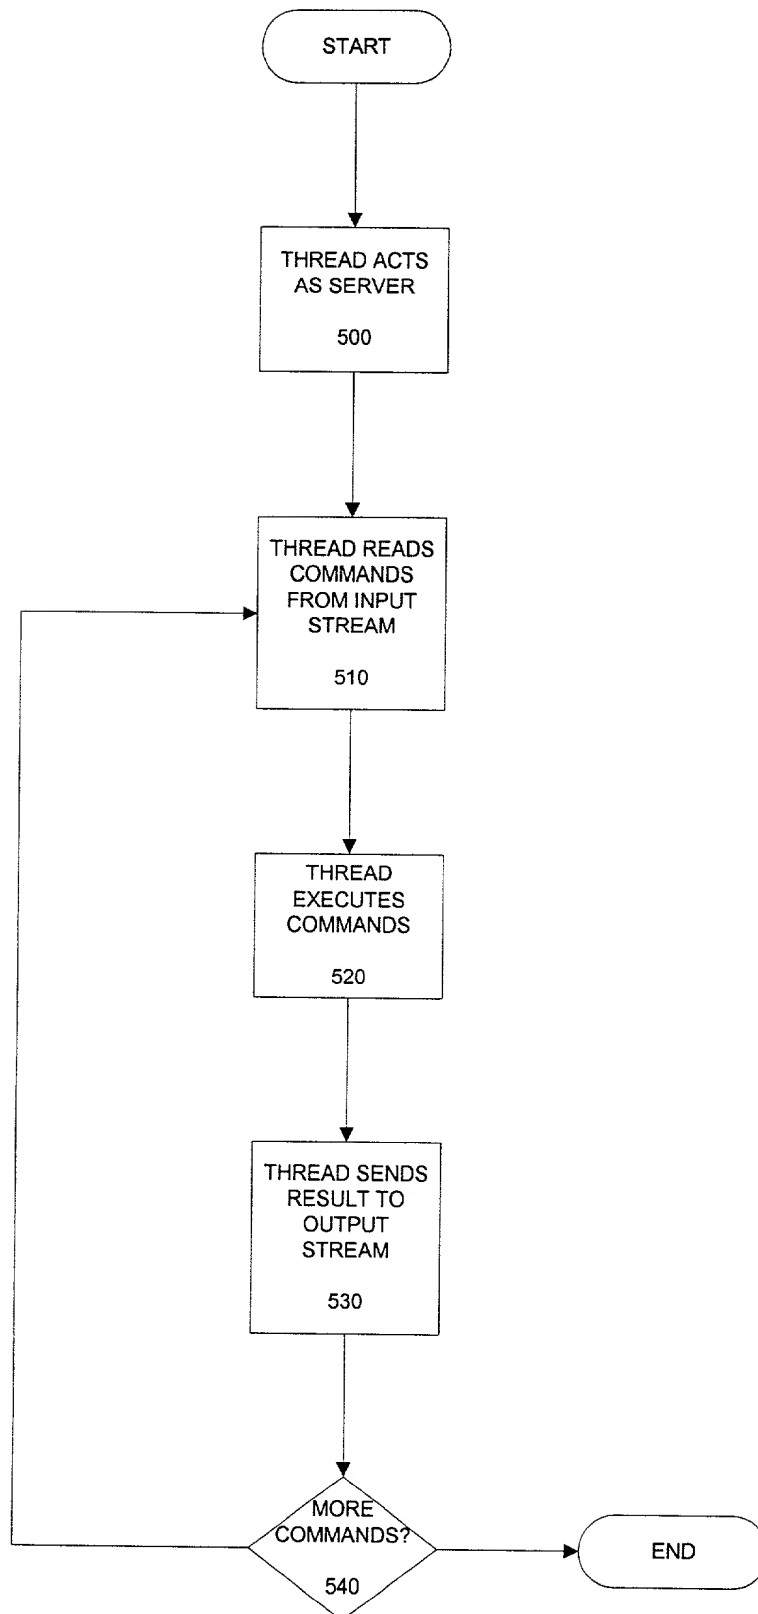 START
THREAD ACTS
AS SERVER
500
THREAD READS
COMMANDS
FROM INPUT
STREAM
510
THREAD
EXECUTES
COMMANDS
520
THREAD SENDS
RESULT TO
OUTPUT
STREAM
530
MORE
COMMANDS?
540
END